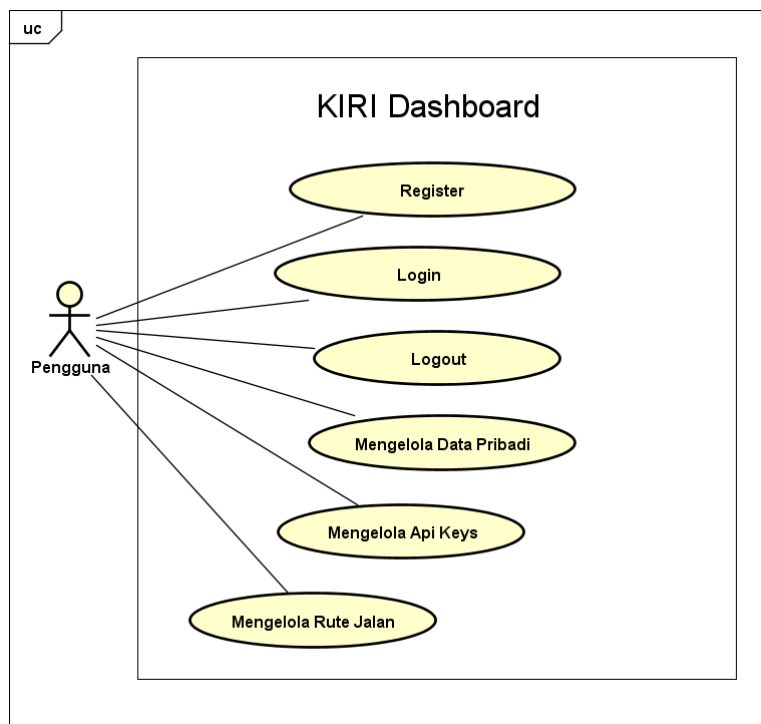 uc
KIRI Dashboard
Register
Login
Logout
Pengguna
Mengelola Data Pribadi
Mengelola Api Keys
Mengelola Rute Jalan